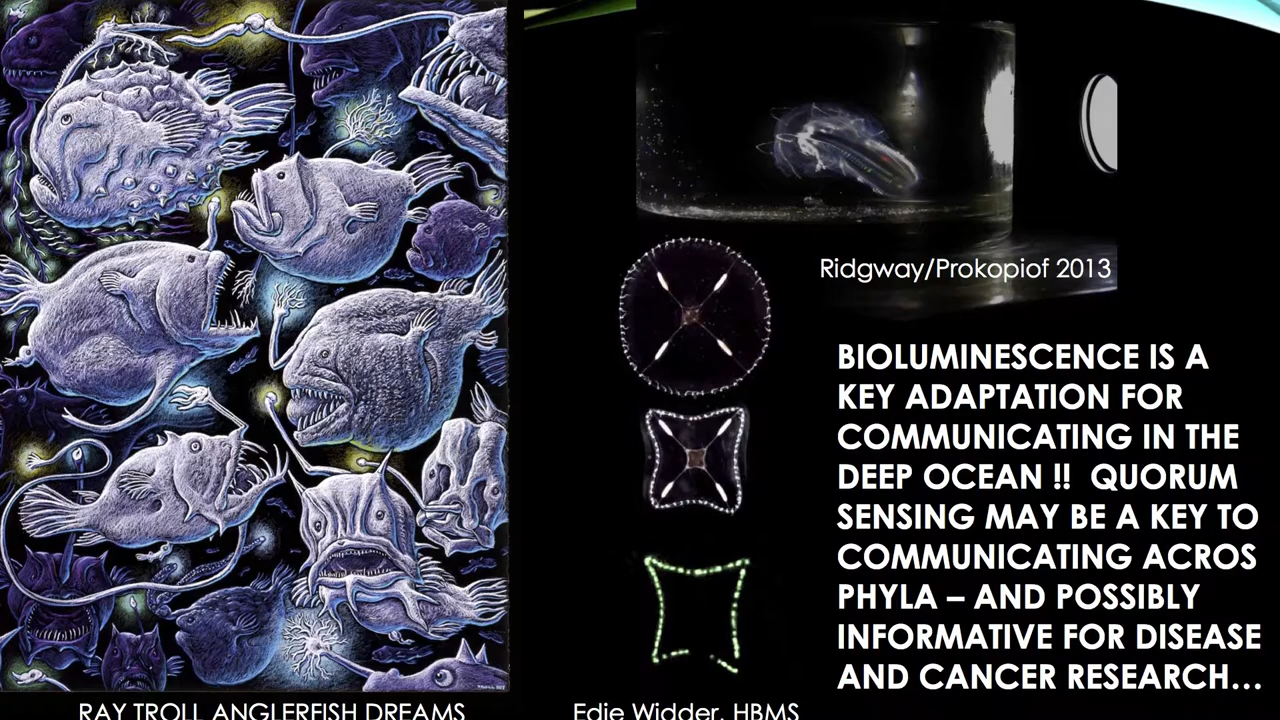 Ridgway/Prokopiof 2013
BIOLUMINESCENCE IS A
KEY ADAPTATION FOR
COMMUNICATING IN THE
DEEP OCEAN !! QUORUM
SENSING MAY BE A KEY TO
COMMUNICATING ACROS
PHYLA – AND POSSIBLY
INFORMATIVE FOR DISEASE
AND CANCER RESEARCH...
RAY TROLL ANGLERFISH DREAMS
Edie Widder, HBMS